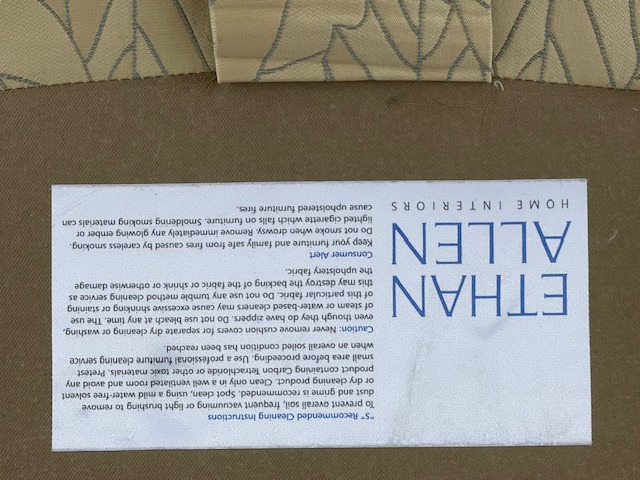 ETHAN
ALLEN
HOME INTERIORS
"S" Recommended Cleaning Instructions
To prevent overall soil, frequent vacuuming or light brushing to remove
dust and grime is recommended. Spot clean, using a mild water-free solvent
or dry cleaning product. Clean only in a well ventilated room and avoid any
product containing Carbon Tetrachloride or other toxic materials. Pretest
small area before proceeding. Use a professional furniture cleaning service
when an overall soiled condition has been reached.
Caution: Never remove cushion covers for separate dry cleaning or washing,
even though they do have zippers. Do not use bleach at any time. The use
of steam or water-based cleaners may cause excessive shrinking or staining
of this particular fabric. Do not use any tumble method cleaning service as
this may destroy the backing of the fabric or shrink or otherwise damage
the upholstery fabric.
Consumer Alert
Keep your furniture and family safe from fires caused by careless smoking.
Do not smoke when drowsy. Remove immediately any glowing ember or
lighted cigarette which falls on furniture. Smoldering smoking materials can
cause upholstered furniture fires.